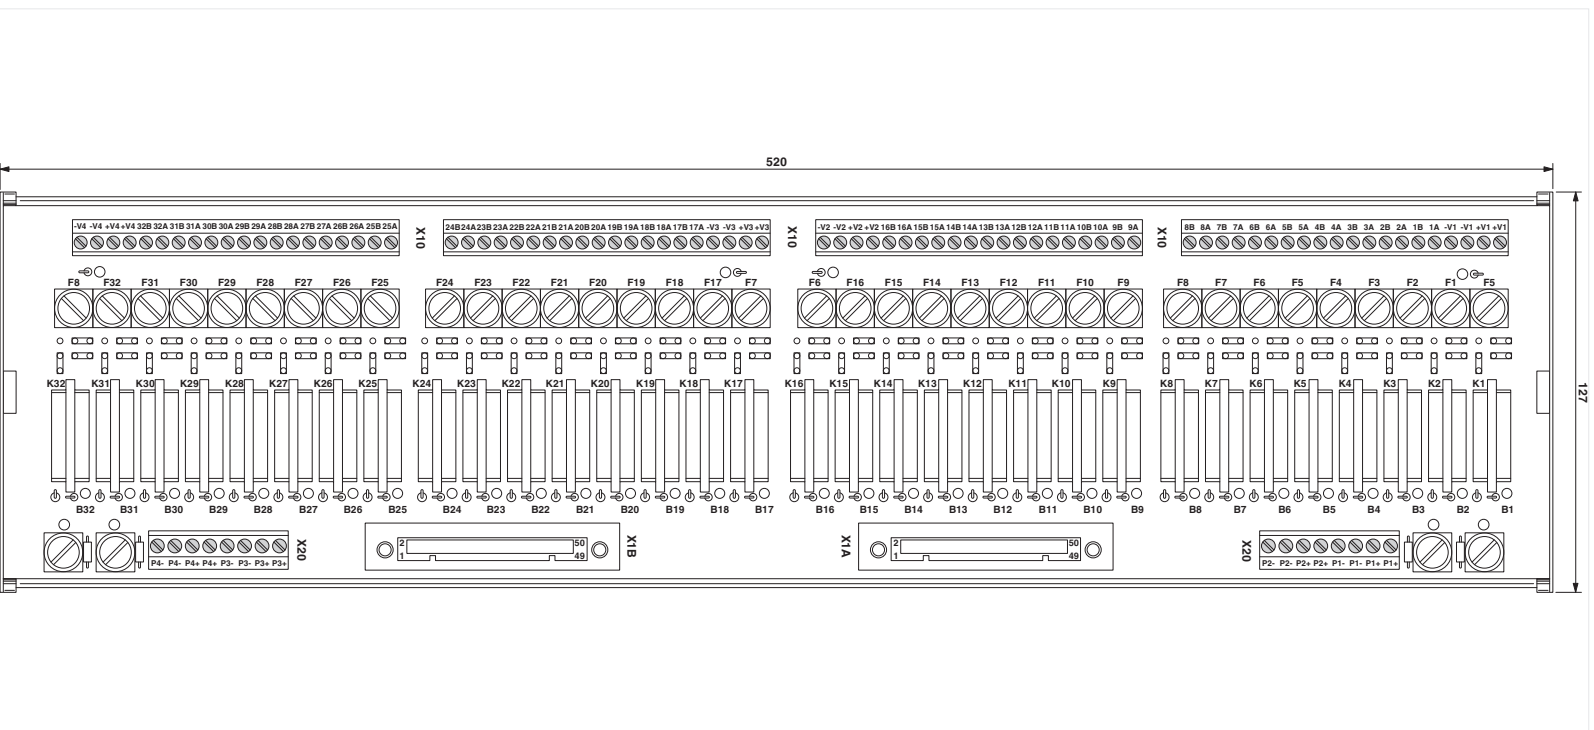 520
-V4 -V4 +V4 +V4 32B 32A 31B 31A 30B 30A 29B 29A 28B 28A 27B 27A 26B 26A 25B 25A
X10
24B 24A 23B 23A 22B 22A 21B 21A 20B 20A 19B 19A 18B 18A 17B 17A -V3 -V3 +V3 +V3
X10
-V2 -V2 +V2 +V2 16B 16A 15B 15A 14B 14A 13B 13A 12B 12A 11B 11A 10B 10A 9B 9A
X10
8B 8A 7B 7A 6B 6A 5B 5A 4B 4A 3B 3A 2B 2A 1B 1A -V1 -V1 +V1 +V1
F8 F32 F31 F30 F29 F28 F27 F26 F25
F24 F23 F22 F21 F20 F19 F18 F17 F7
F6 F16 F15 F14 F13 F12 F11 F10 F9
F8 F7 F6 F5 F4 F3 F2 F1 F5
K32 K31 K30 K29 K28 K27 K26 K25
K24 K23 K22 K21 K20 K19 K18 K17
K16 K15 K14 K13 K12 K11 K10 K9
K8 K7 K6 K5 K4 K3 K2 K1
127
B32 B31 B30 B29 B28 B27 B26 B25
B24 B23 B22 B21 B20 B19 B18 B17
B16 B15 B14 B13 B12 B11 B10 B9
B8 B7 B6 B5 B4 B3 B2 B1
P4- P4- P4+ P4+ P3- P3- P3+ P3+
X20
2 50
1 49
X1B
X1A
2 50
1 49
X20
P2- P2- P2+ P2+ P1- P1- P1+ P1+